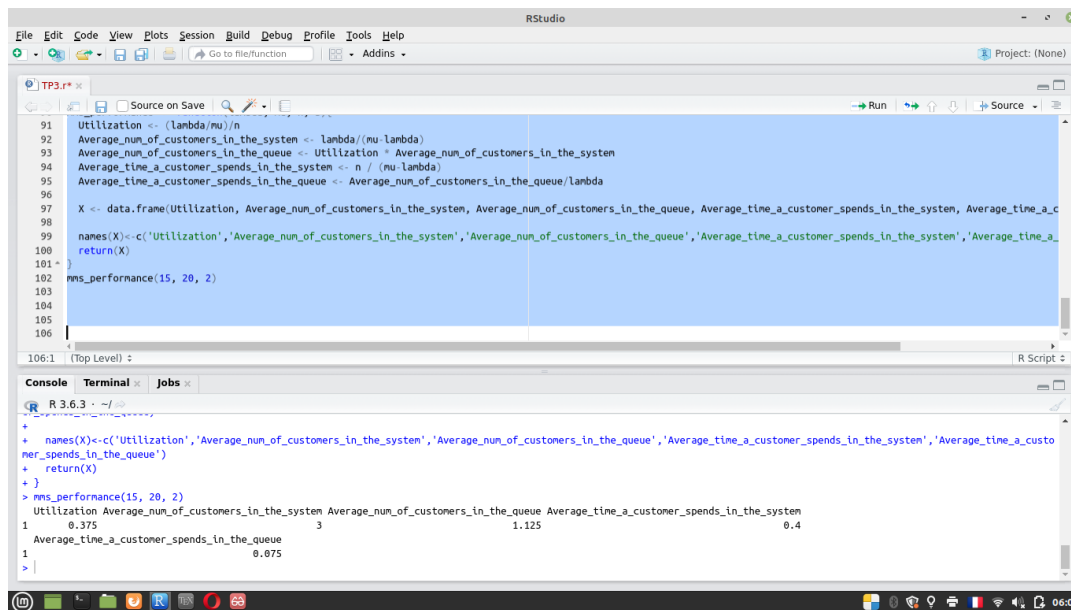 RStudio
File Edit Code View Plots Session Build Debug Profile Tools Help
Go to file/function Addins Project: (None)
TP3.r*
Source on Save Run Source
91 Utilization <- (lambda/mu)/n
92 Average_num_of_customers_in_the_system <- lambda/(mu-lambda)
93 Average_num_of_customers_in_the_queue <- Utilization * Average_num_of_customers_in_the_system
94 Average_time_a_customer_spends_in_the_system <- n / (mu-lambda)
95 Average_time_a_customer_spends_in_the_queue <- Average_num_of_customers_in_the_queue/lambda
96
97 X <- data.frame(Utilization, Average_num_of_customers_in_the_system, Average_num_of_customers_in_the_queue, Average_time_a_customer_spends_in_the_system, Average_time_a_c
98
99 names(X)<-c('Utilization','Average_num_of_customers_in_the_system','Average_num_of_customers_in_the_queue','Average_time_a_customer_spends_in_the_system','Average_time_a_
100 return(X)
101 }
102 mms_performance(15, 20, 2)
103
104
105
106
106:1 (Top Level) R Script
Console Terminal Jobs
R 3.6.3 · ~/
+
+ names(X)<-c('Utilization','Average_num_of_customers_in_the_system','Average_num_of_customers_in_the_queue','Average_time_a_customer_spends_in_the_system','Average_time_a_custo
mer_spends_in_the_queue')
+ return(X)
+ }
> mms_performance(15, 20, 2)
Utilization Average_num_of_customers_in_the_system Average_num_of_customers_in_the_queue Average_time_a_customer_spends_in_the_system
1 0.375 3 1.125 0.4
Average_time_a_customer_spends_in_the_queue
1 0.075
>